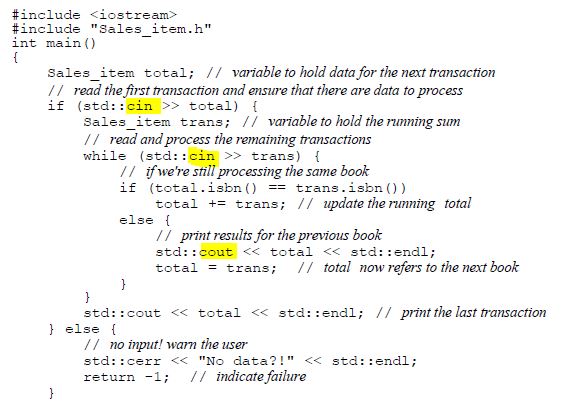 #include <iostream>
#include "Sales_item.h"
int main()
{
    Sales_item total; // variable to hold data for the next transaction
    // read the first transaction and ensure that there are data to process
    if (std::cin >> total) {
        Sales_item trans; // variable to hold the running sum
        // read and process the remaining transactions
        while (std::cin >> trans) {
            // if we're still processing the same book
            if (total.isbn() == trans.isbn())
                total += trans; // update the running total
            else {
                // print results for the previous book
                std::cout << total << std::endl;
                total = trans; // total now refers to the next book
            }
        }
        std::cout << total << std::endl; // print the last transaction
    } else {
        // no input! warn the user
        std::cerr << "No data?!" << std::endl;
        return -1; // indicate failure
    }